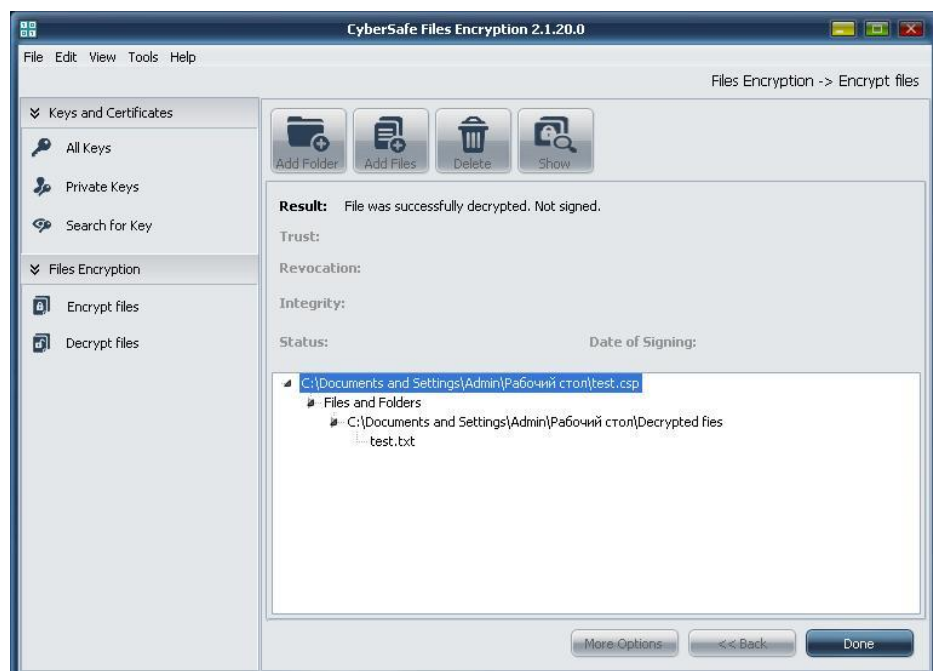 CyberSafe Files Encryption 2.1.20.0
File Edit View Tools Help
Files Encryption -> Encrypt files
Keys and Certificates
All Keys
Private Keys
Search for Key
Files Encryption
Encrypt files
Decrypt files
Add Folder Add Files Delete Show
Result: File was successfully decrypted. Not signed.
Trust:
Revocation:
Integrity:
Status: Date of Signing:
C:\Documents and Settings\Admin\Рабочий стол\test.csp
Files and Folders
C:\Documents and Settings\Admin\Рабочий стол\Decrypted fies
test.txt
More Options << Back Done